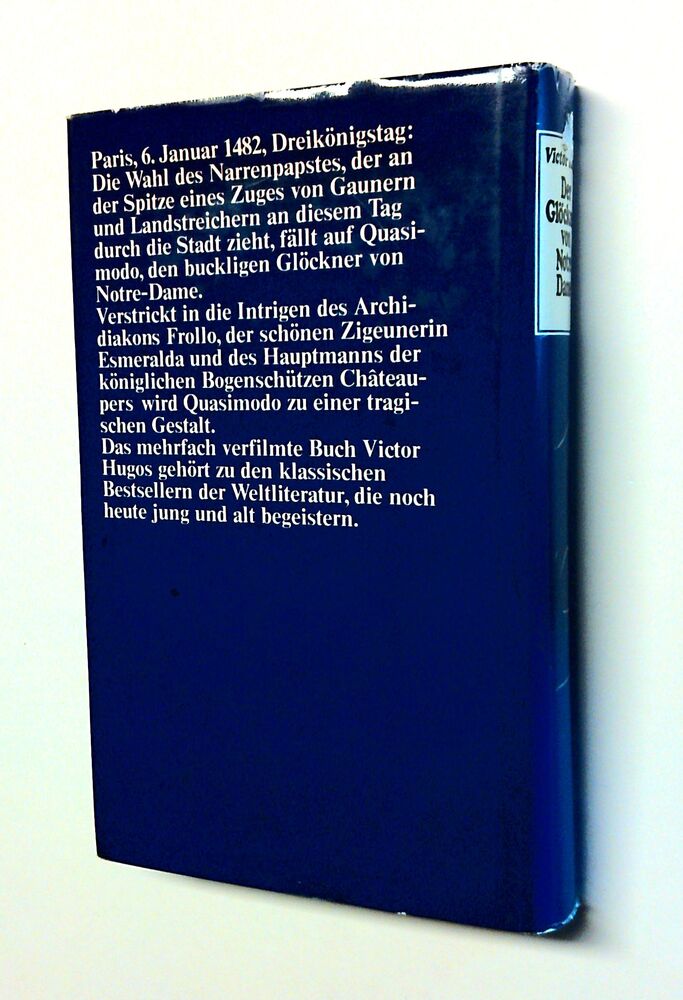 Paris, 6. Januar 1482, Dreikönigstag:
Die Wahl des Narrenpapstes, der an
der Spitze eines Zuges von Gaunern
und Landstreichern an diesem Tag
durch die Stadt zieht, fällt auf Quasi-
modo, den buckligen Glöckner von
Notre-Dame.
Verstrickt in die Intrigen des Archi-
diakons Frollo, der schönen Zigeunerin
Esmeralda und des Hauptmanns der
königlichen Bogenschützen Château-
pers wird Quasimodo zu einer tragi-
schen Gestalt.
Das mehrfach verfilmte Buch Victor
Hugos gehört zu den klassischen
Bestsellern der Weltliteratur, die noch
heute jung und alt begeistern.
Victor
Der
von